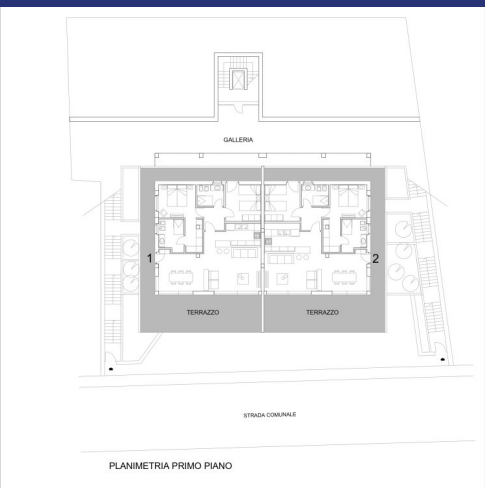 GALLERIA
1
2
TERRAZZO
TERRAZZO
STRADA COMUNALE
PLANIMETRIA PRIMO PIANO